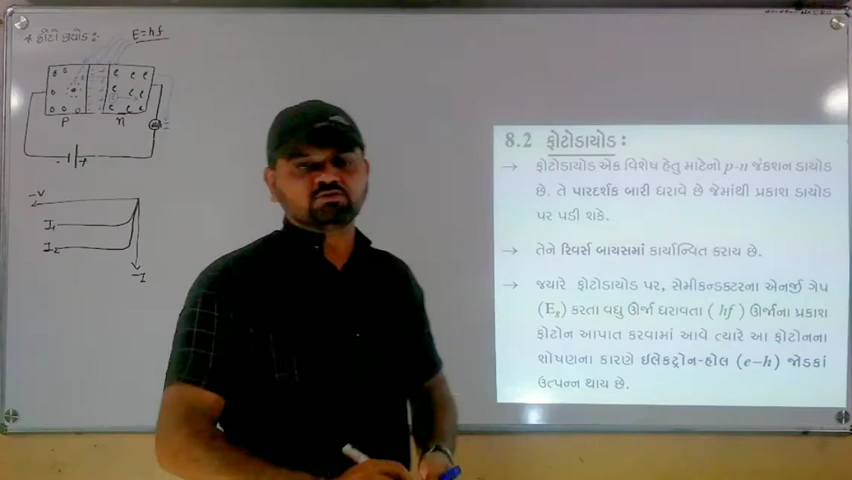 * ફોટો ડાયોડ :-
E=hf
P
n
- +
-V
I₁
I₂
-I
8.2 ફોટોડાયોડ :
→ ફોટોડાયોડ એક વિશેષ હેતુ માટેનો p-n જંકશન ડાયોડ
છે. તે પારદર્શક બારી ધરાવે છે જેમાંથી પ્રકાશ ડાયોડ
પર પડી શકે.
→ તેને રિવર્સ બાયસમાં કાર્યાન્વિત કરાય છે.
→ જ્યારે ફોટોડાયોડ પર, સેમીકન્ડક્ટરના એનર્જી ગેપ
(Eg) કરતા વધુ ઊર્જા ધરાવતા ( hf ) ઊર્જાના પ્રકાશ
ફોટોન આપાત કરવામાં આવે ત્યારે આ ફોટોનના
શોષણના કારણે ઇલેક્ટ્રોન-હોલ (e-h) જોડકાં
ઉત્પન્ન થાય છે.